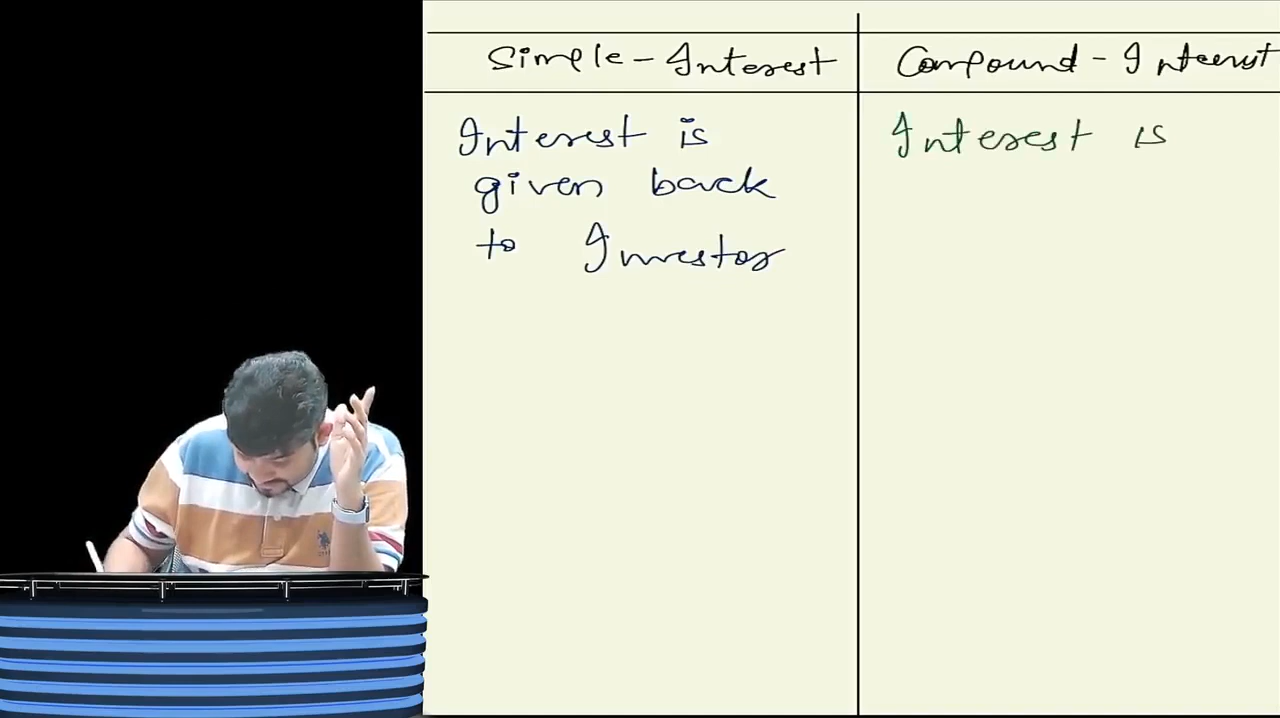 Simple - Interest
Compound - Interest
Interest is
given back
to Investor
Interest is